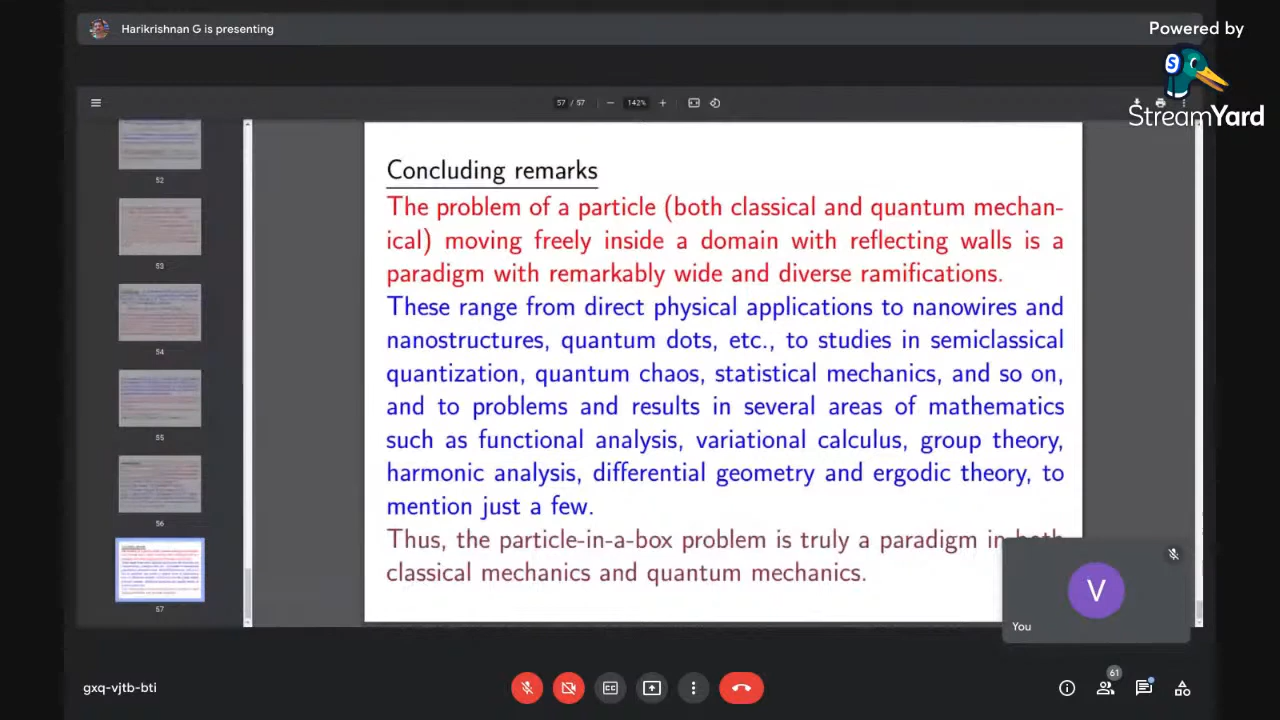 Harikrishnan G is presenting
Powered by
S
StreamYard
57 / 57
142%
52
53
54
55
56
57
Concluding remarks
The problem of a particle (both classical and quantum mechan-
ical) moving freely inside a domain with reflecting walls is a
paradigm with remarkably wide and diverse ramifications.
These range from direct physical applications to nanowires and
nanostructures, quantum dots, etc., to studies in semiclassical
quantization, quantum chaos, statistical mechanics, and so on,
and to problems and results in several areas of mathematics
such as functional analysis, variational calculus, group theory,
harmonic analysis, differential geometry and ergodic theory, to
mention just a few.
Thus, the particle-in-a-box problem is truly a paradigm in both
classical mechanics and quantum mechanics.
V
You
gxq-vjtb-bti
CC
61